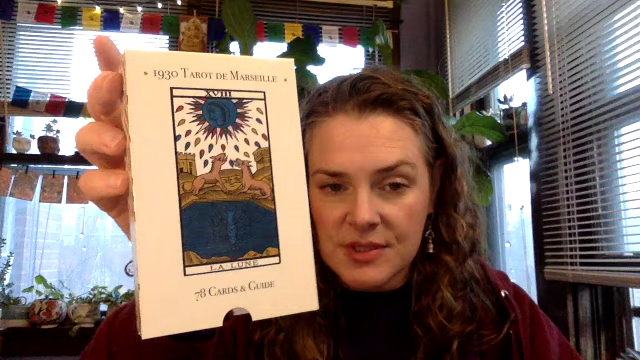 • 1930 Tarot de Marseille •
XVIII
LA·LUNE
78 Cards & Guide